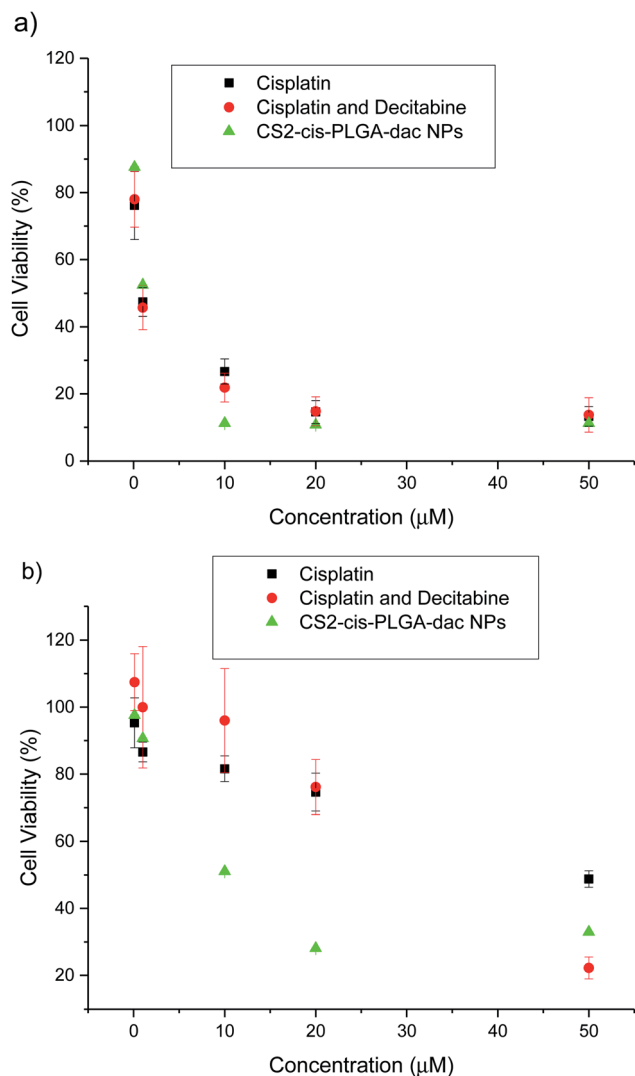 a)
Cisplatin
Cisplatin and Decitabine
CS2-cis-PLGA-dac NPs
Cell Viability (%)
120
100
80
60
40
20
0
0 10 20 30 40 50
Concentration (μM)
b)
Cisplatin
Cisplatin and Decitabine
CS2-cis-PLGA-dac NPs
Cell Viability (%)
120
100
80
60
40
20
0 10 20 30 40 50
Concentration (μM)